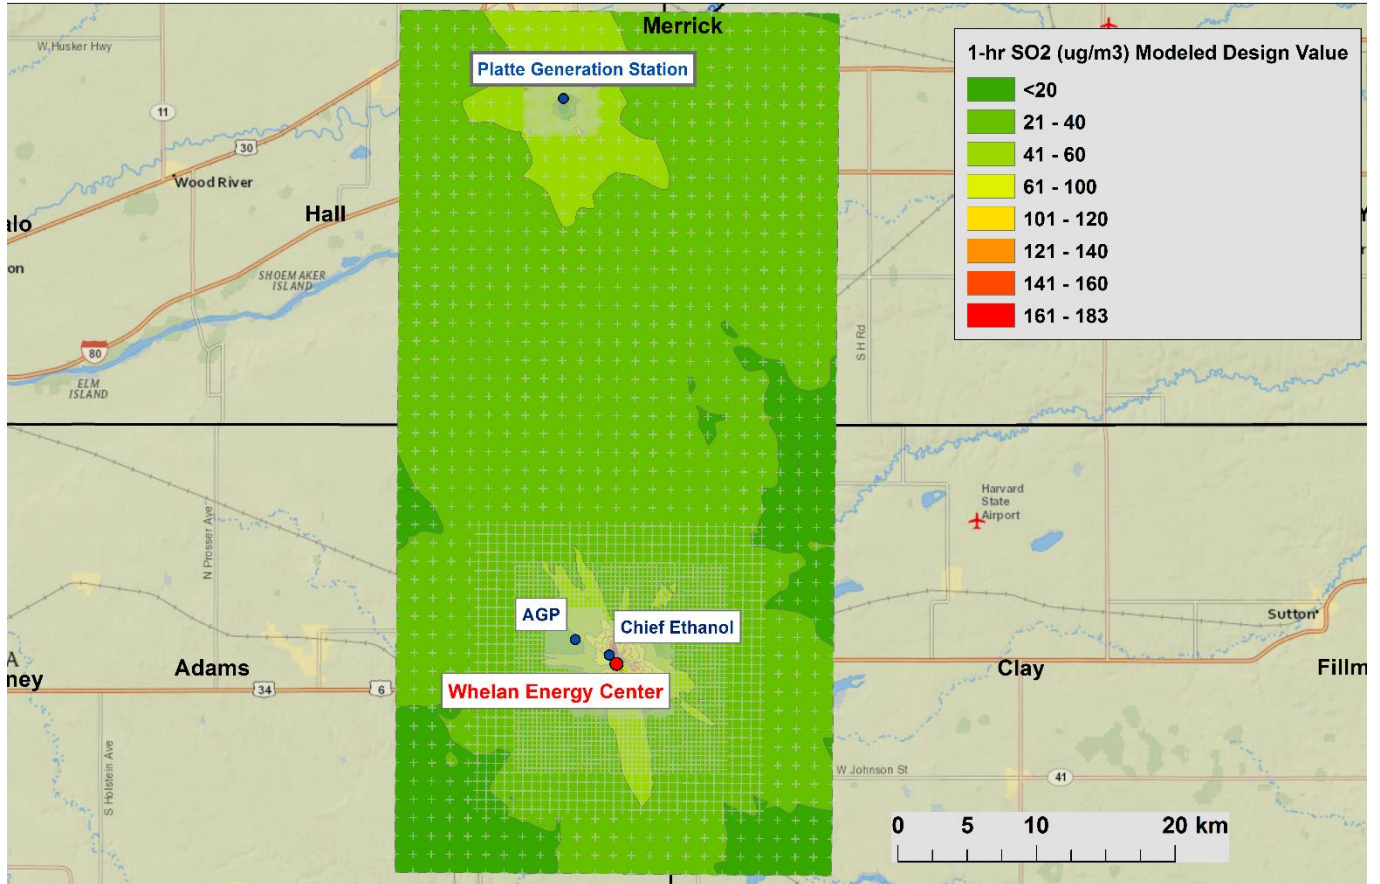 Merrick
W Husker Hwy
Platte Generation Station
1-hr SO2 (ug/m3) Modeled Design Value
<20
21 - 40
41 - 60
61 - 100
101 - 120
121 - 140
141 - 160
161 - 183
11
30
Wood River
Hall
alo
on
SHOEMAKER
ISLAND
S H Rd
80
ELM
ISLAND
Harvard
State
Airport
N Prosser Ave
AGP
Chief Ethanol
Sutton
A
ney
Adams
Clay
Fillm
34
6
Whelan Energy Center
S Holstein Ave
W Johnson St
41
0 5 10 20 km